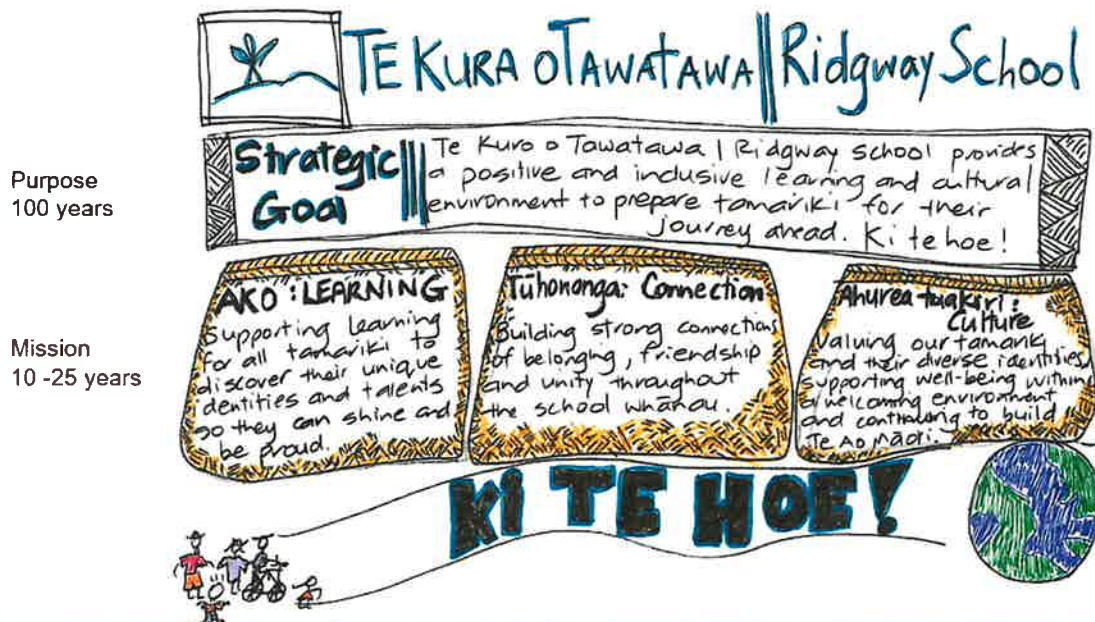 TE KURA OTAWATAWA||Ridgway School
Purpose
100 years
Strategic
Goal
Te Kuro o Tawatawa | Ridgway school provides
a positive and inclusive learning and cultural
environment to prepare tamariki for their
journey ahead. Ki te hoe!
Mission
10 -25 years
AKO : LEARNING
Supporting learning
for all tamariki to
discover their unique
identities and talents
so they can shine and
be proud.
Tūhononga: Connection
Building strong connections
of belonging, friendship
and unity throughout
the school whānau.
Ahurea tuakiri :
Culture
Valuing our tamariki
and their diverse identities,
supporting well-being within
a welcoming environment
and continuing to build
Te Ao Māori.
KI TE HOE!